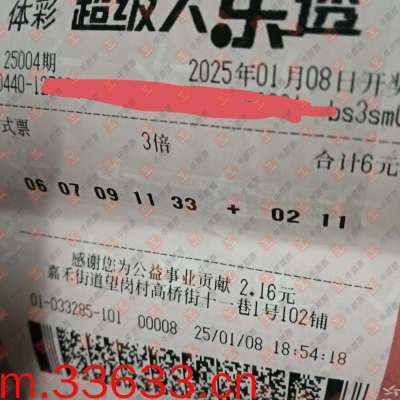 体彩 超级大乐透
25004期
2025年01月08日开奖
0440-12
bs3sm0
式票
3倍
合计6元
06 07 09 11 33 + 02 11
感谢您为公益事业贡献 2.16元
嘉禾街道望岗村高桥街十一巷1号102铺
01-033285-101 00008 25/01/08 18:54:18
m.33633.cn